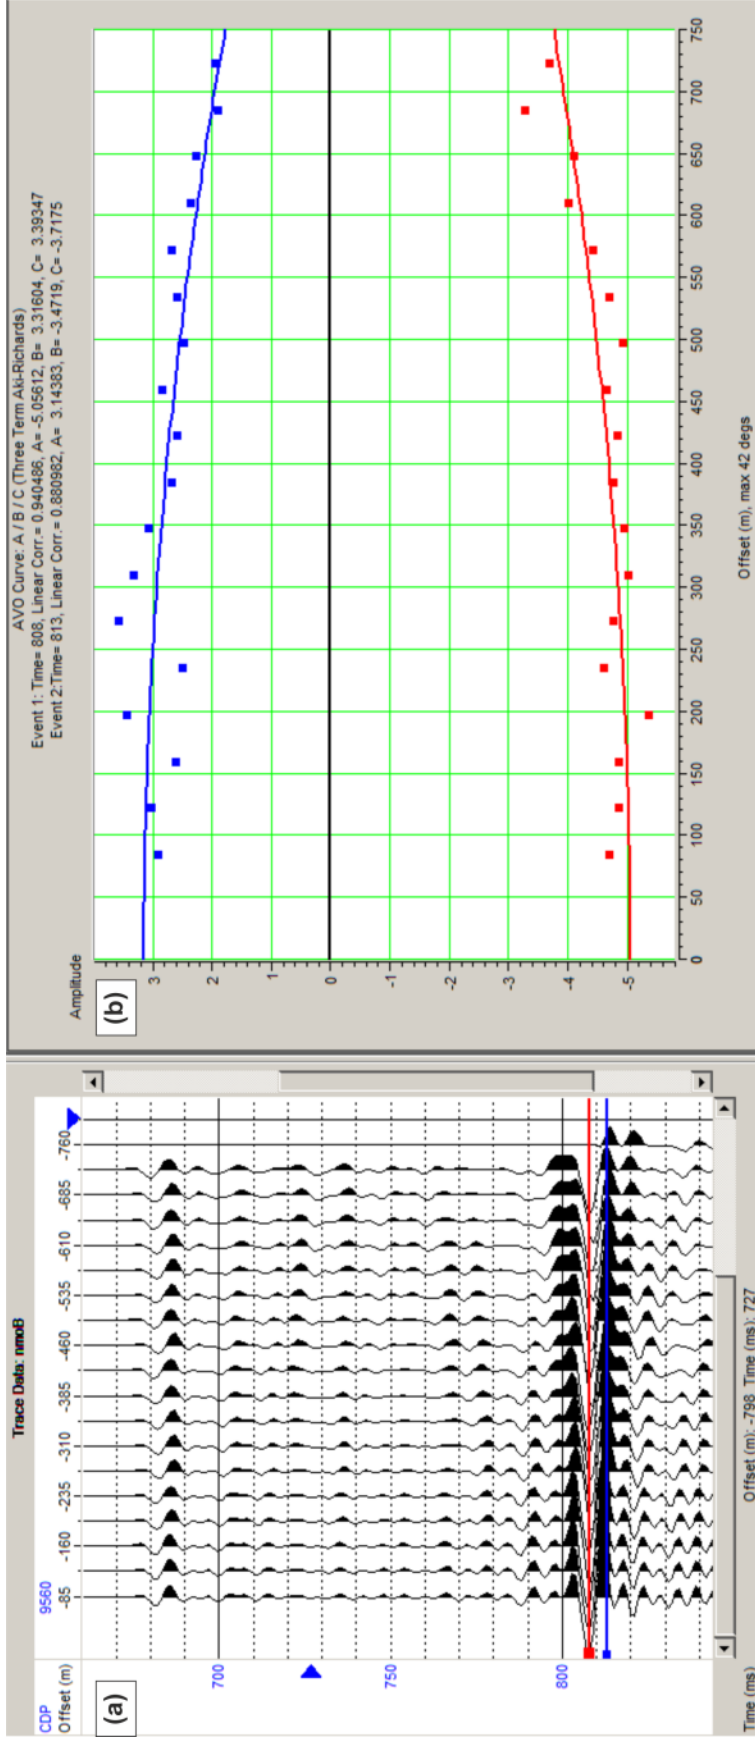 Trace Data: nmoB
CDP 9560
Offset (m) -85 -160 -235 -310 -385 -460 -535 -610 -685 -760
(a)
700
750
800
Time (ms)
Offset (m): -798 Time (ms): 727
AVO Curve: A / B / C (Three Term Aki-Richards)
Event 1: Time= 808, Linear Corr.= 0.940486, A= -5.05612, B= 3.31604, C= 3.39347
Event 2:Time= 813, Linear Corr.= 0.880982, A= 3.14383, B= -3.4719, C= -3.7175
Amplitude
(b)
3
2
1
0
-1
-2
-3
-4
-5
0 50 100 150 200 250 300 350 400 450 500 550 600 650 700 750
Offset (m), max 42 degs